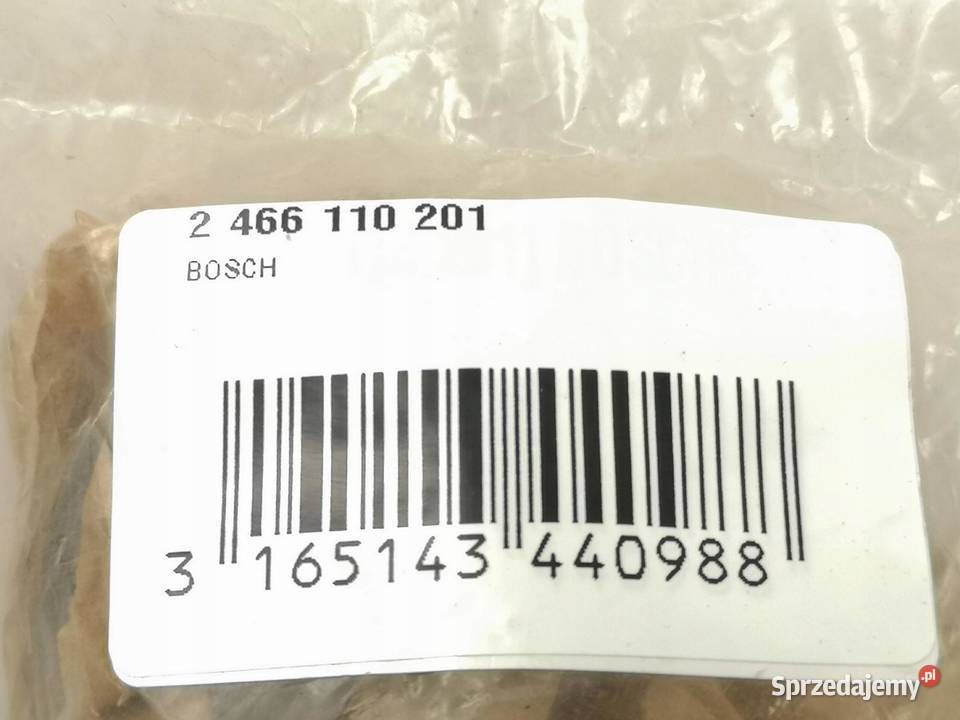 2 466 110 201
BOSCH
3 165143 440988
Sprzedajemy.pl